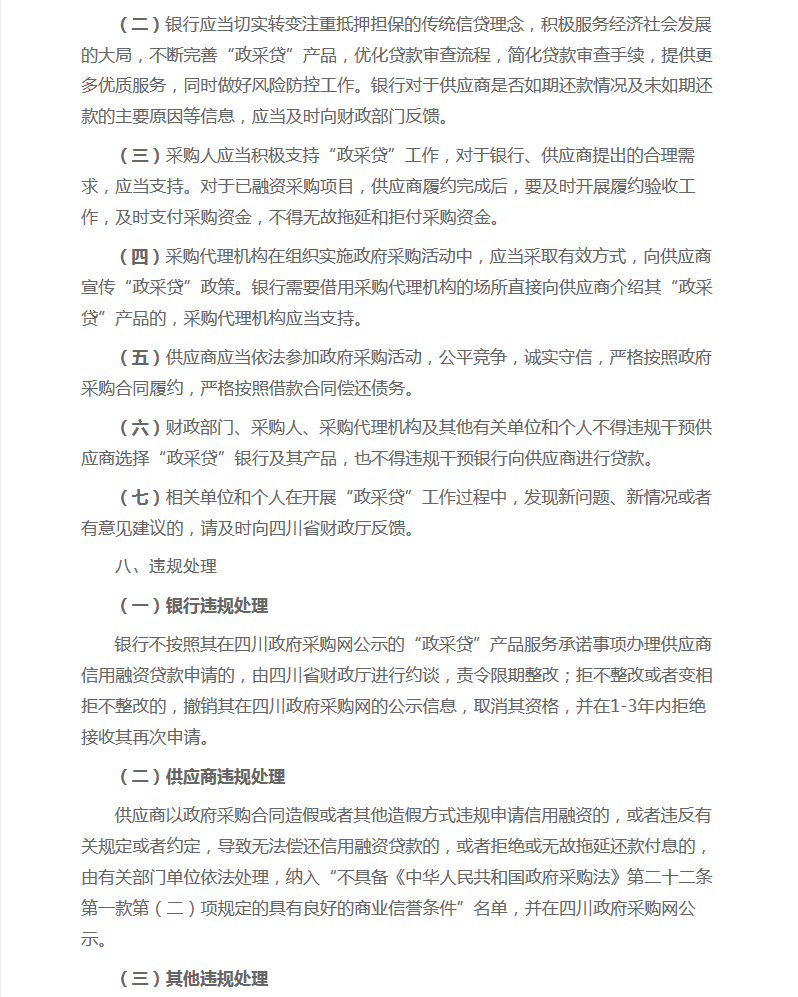 （二）银行应当切实转变注重抵押担保的传统信贷理念，积极服务经济社会发展
的大局，不断完善“政采贷”产品，优化贷款审查流程，简化贷款审查手续，提供更
多优质服务，同时做好风险防控工作。银行对于供应商是否如期还款情况及未如期还
款的主要原因等信息，应当及时向财政部门反馈。
（三）采购人应当积极支持“政采贷”工作，对于银行、供应商提出的合理需
求，应当支持。对于已融资采购项目，供应商履约完成后，要及时开展履约验收工
作，及时支付采购资金，不得无故拖延和拒付采购资金。
（四）采购代理机构在组织实施政府采购活动中，应当采取有效方式，向供应商
宣传“政采贷”政策。银行需要借用采购代理机构的场所直接向供应商介绍其“政采
贷”产品的，采购代理机构应当支持。
（五）供应商应当依法参加政府采购活动，公平竞争，诚实守信，严格按照政府
采购合同履约，严格按照借款合同偿还债务。
（六）财政部门、采购人、采购代理机构及其他有关单位和个人不得违规干预供
应商选择“政采贷”银行及其产品，也不得违规干预银行向供应商进行贷款。
（七）相关单位和个人在开展“政采贷”工作过程中，发现新问题、新情况或者
有意见建议的，请及时向四川省财政厅反馈。
八、违规处理
（一）银行违规处理
银行不按照其在四川政府采购网公示的“政采贷”产品服务承诺事项办理供应商
信用融资贷款申请的，由四川省财政厅进行约谈，责令限期整改；拒不整改或者变相
拒不整改的，撤销其在四川政府采购网的公示信息，取消其资格，并在1-3年内拒绝
接收其再次申请。
（二）供应商违规处理
供应商以政府采购合同造假或者其他造假方式违规申请信用融资的，或者违反有
关规定或者约定，导致无法偿还信用融资贷款的，或者拒绝或无故拖延还款付息的，
由有关部门单位依法处理，纳入“不具备《中华人民共和国政府采购法》第二十二条
第一款第（二）项规定的具有良好的商业信誉条件”名单，并在四川政府采购网公
示。
（三）其他违规处理